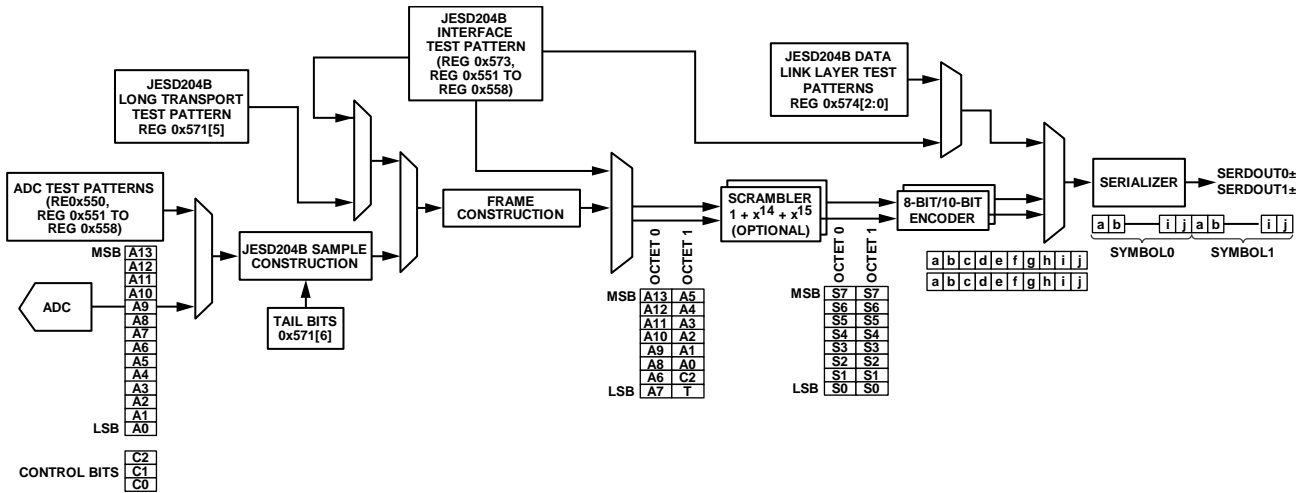 JESD204B
INTERFACE
TEST PATTERN
(REG 0x573,
REG 0x551 TO
REG 0x558)
JESD204B DATA
LINK LAYER TEST
PATTERNS
REG 0x574[2:0]
JESD204B
LONG TRANSPORT
TEST PATTERN
REG 0x571[5]
ADC TEST PATTERNS
(RE0x550,
REG 0x551 TO
REG 0x558)
MSB
A13
A12
A11
A10
A9
A8
A7
A6
A5
A4
A3
A2
A1
LSB
A0
CONTROL BITS
C2
C1
C0
ADC
JESD204B SAMPLE
CONSTRUCTION
TAIL BITS
0x571[6]
FRAME
CONSTRUCTION
OCTET 0
OCTET 1
MSB A13 A5
A12 A4
A11 A3
A10 A2
A9 A1
A8 A0
A6 C2
LSB A7 T
SCRAMBLER
1 + x14 + x15
(OPTIONAL)
OCTET 0
OCTET 1
MSB S7 S7
S6 S6
S5 S5
S4 S4
S3 S3
S2 S2
S1 S1
LSB S0 S0
8-BIT/10-BIT
ENCODER
a b c d e f g h i j
a b c d e f g h i j
SERIALIZER
SERDOUT0±
SERDOUT1±
a b i j a b i j
SYMBOL0 SYMBOL1